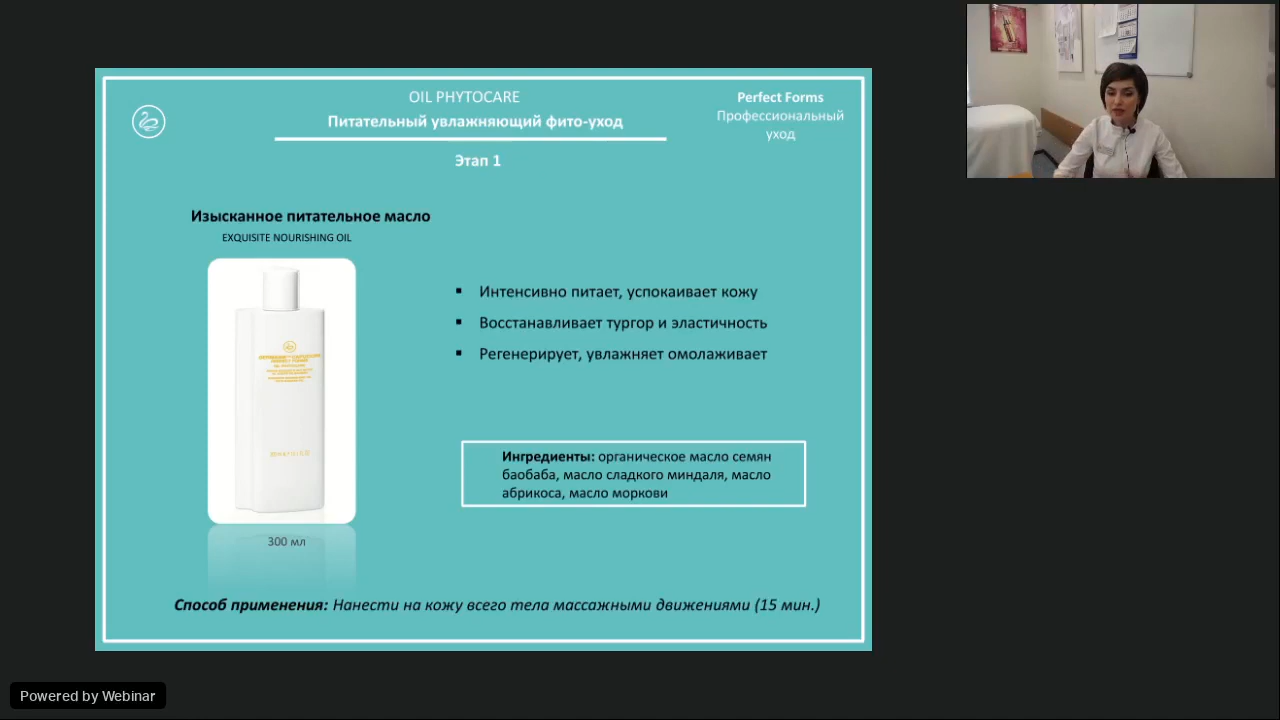 OIL PHYTOCARE
Питательный увлажняющий фито-уход
Perfect Forms
Профессиональный
уход
Этап 1
Изысканное питательное масло
EXQUISITE NOURISHING OIL
▪ Интенсивно питает, успокаивает кожу
▪ Восстанавливает тургор и эластичность
▪ Регенерирует, увлажняет омолаживает
Ингредиенты: органическое масло семян
баобаба, масло сладкого миндаля, масло
абрикоса, масло моркови
300 мл
Способ применения: Нанести на кожу всего тела массажными движениями (15 мин.)
Powered by Webinar